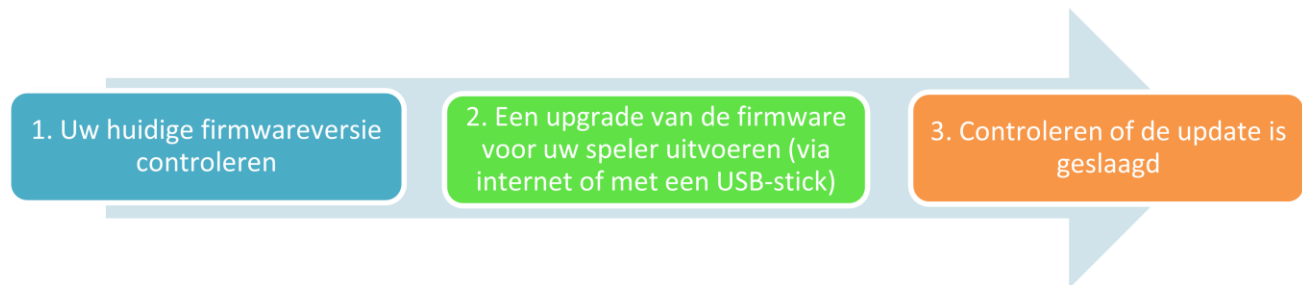 1. Uw huidige firmwareversie
controleren
2. Een upgrade van de firmware
voor uw speler uitvoeren (via
internet of met een USB-stick)
3. Controleren of de update is
geslaagd